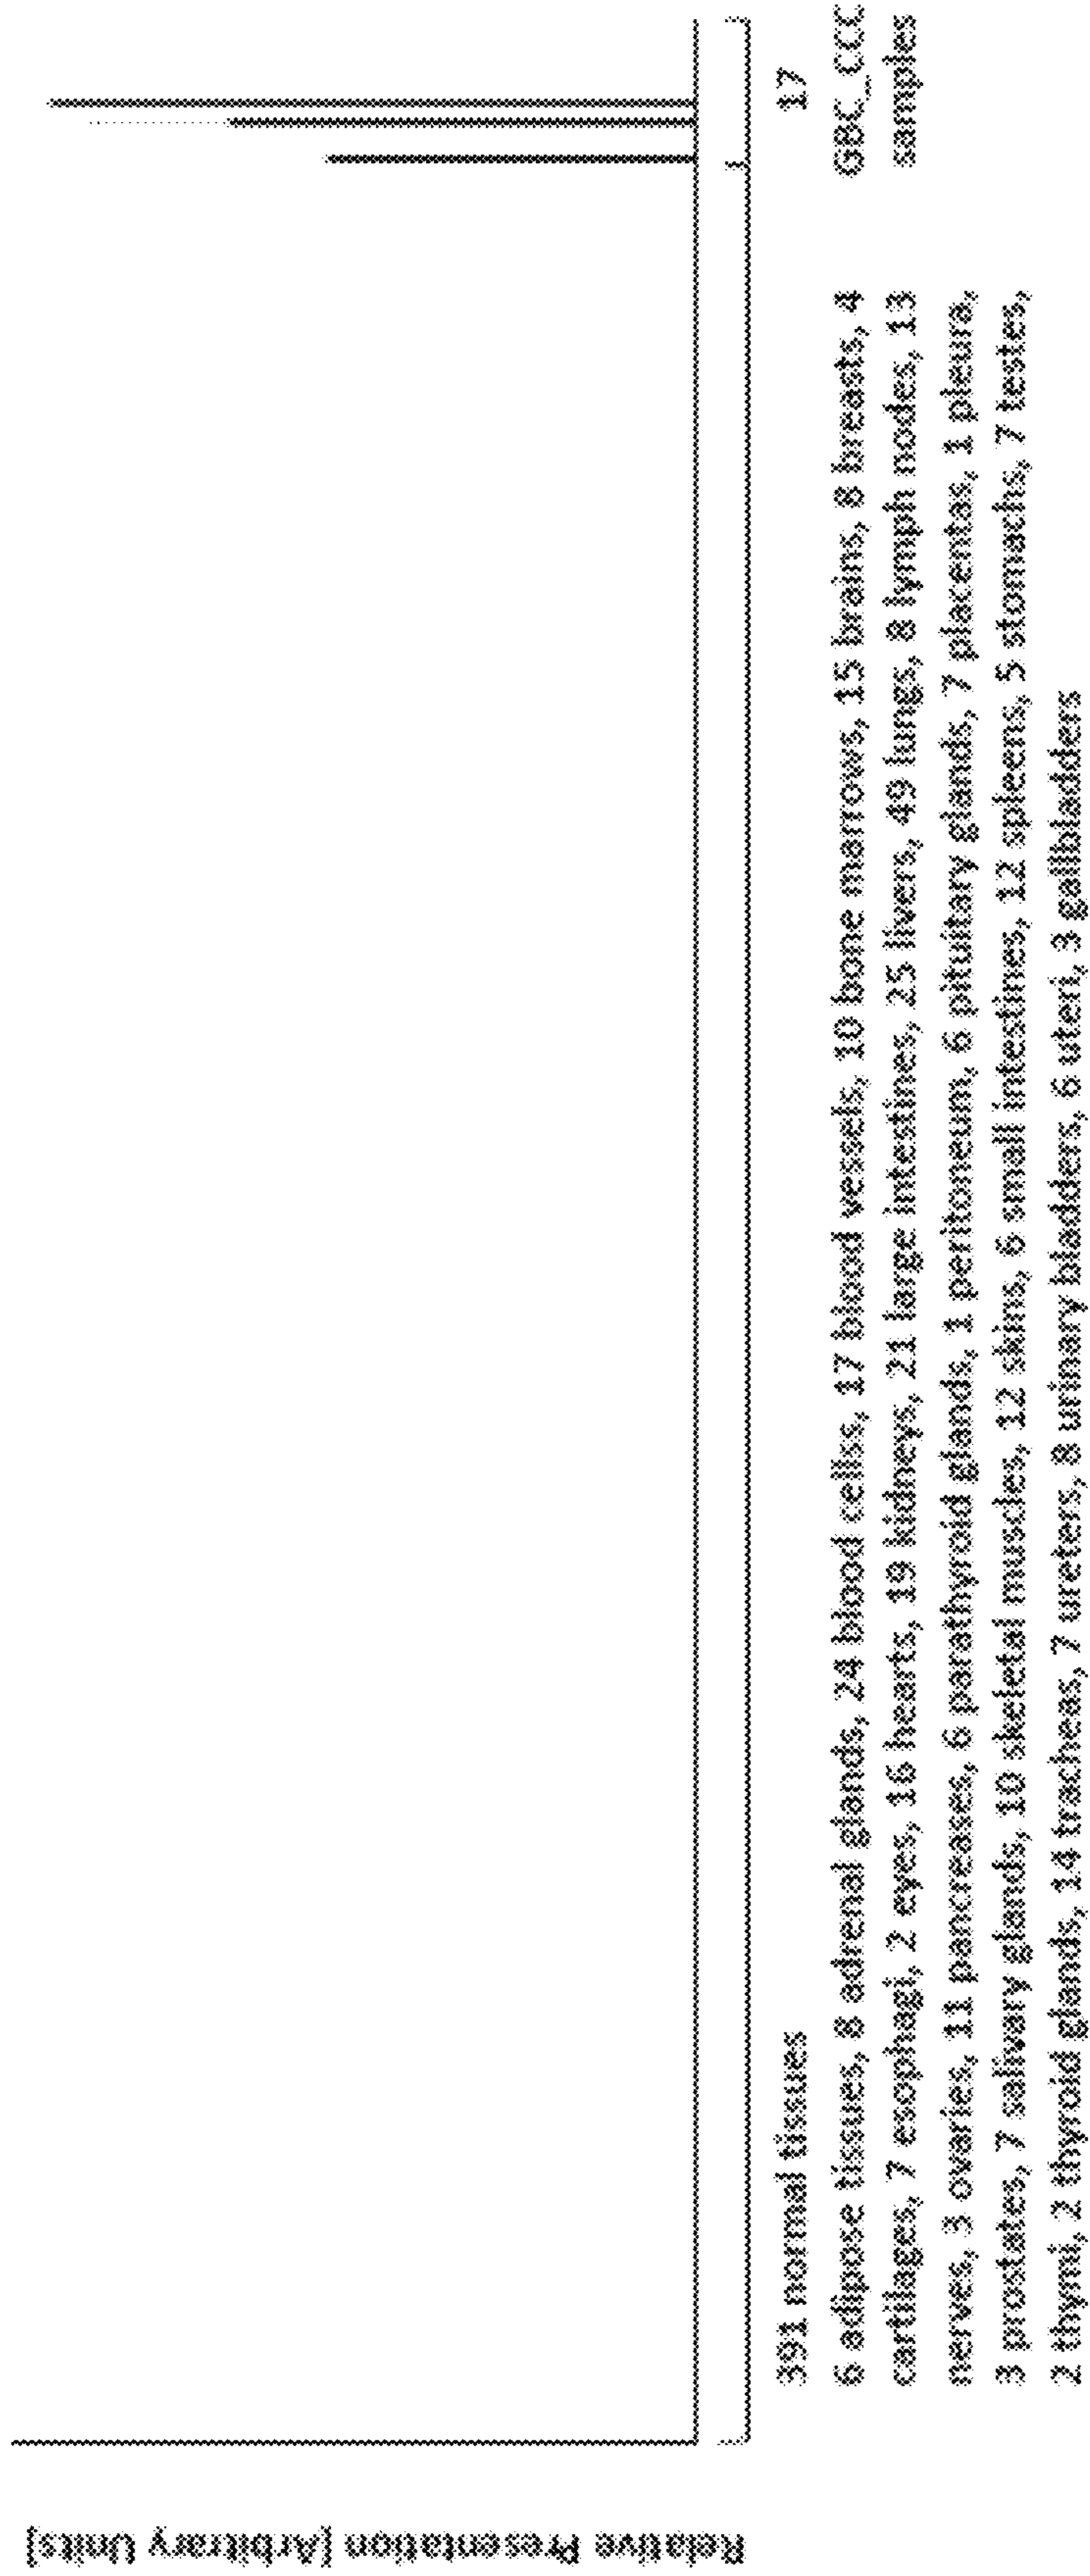 Relative Presentation [Arbitrary Units]
391 normal tissues
17
6 adipose tissues, 8 adrenal glands, 24 blood cellss, 17 blood vessels, 10 bone marrows, 15 brains, 8 breasts, 4
GBC_CCC
cartilages, 7 esophagi, 2 eyes, 16 hearts, 19 kidneys, 21 large intestines, 25 livers, 49 lungs, 8 lymph nodes, 13
samples
nerves, 3 ovaries, 11 pancreases, 6 parathyroid glands, 1 peritoneum, 6 pituitary glands, 7 placentas, 1 pleura,
3 prostates, 7 salivary glands, 10 skeletal muscles, 12 skins, 6 small intestines, 12 spleens, 5 stomachs, 7 testes,
2 thymi, 2 thyroid glands, 14 tracheas, 7 ureters, 8 urinary bladders, 6 uteri, 3 gallbladders